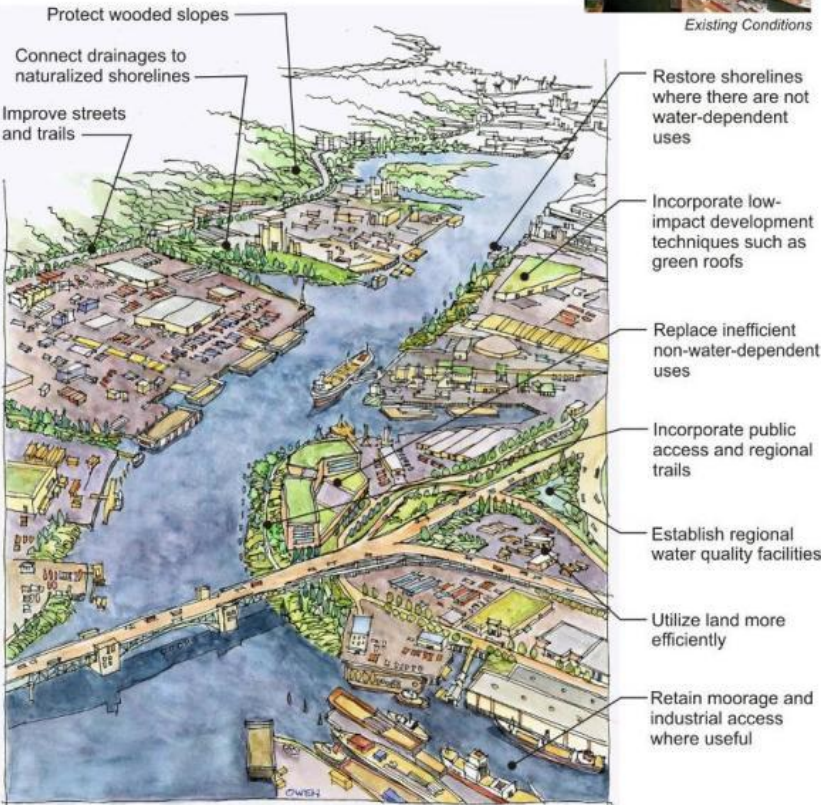 Protect wooded slopes
Existing Conditions
Connect drainages to
naturalized shorelines
Improve streets
and trails
Restore shorelines
where there are not
water-dependent
uses
Incorporate low-
impact development
techniques such as
green roofs
Replace inefficient
non-water-dependent
uses
Incorporate public
access and regional
trails
Establish regional
water quality facilities
Utilize land more
efficiently
Retain moorage and
industrial access
where useful
OWEN